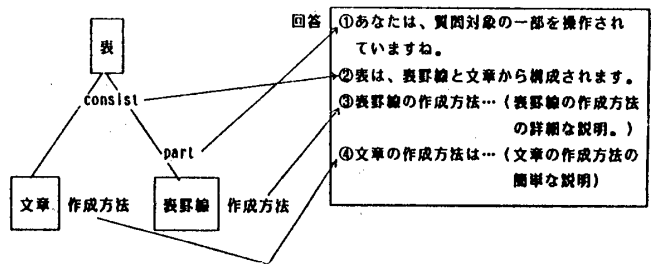 表
consist
part
文章 作成方法
表罫線 作成方法
回答
①あなたは、質問対象の一部を操作され
ていますね。
②表は、表罫線と文章から構成されます。
③表罫線の作成方法…(表罫線の作成方法
の詳細な説明。)
④文章の作成方法は…(文章の作成方法の
簡単な説明)